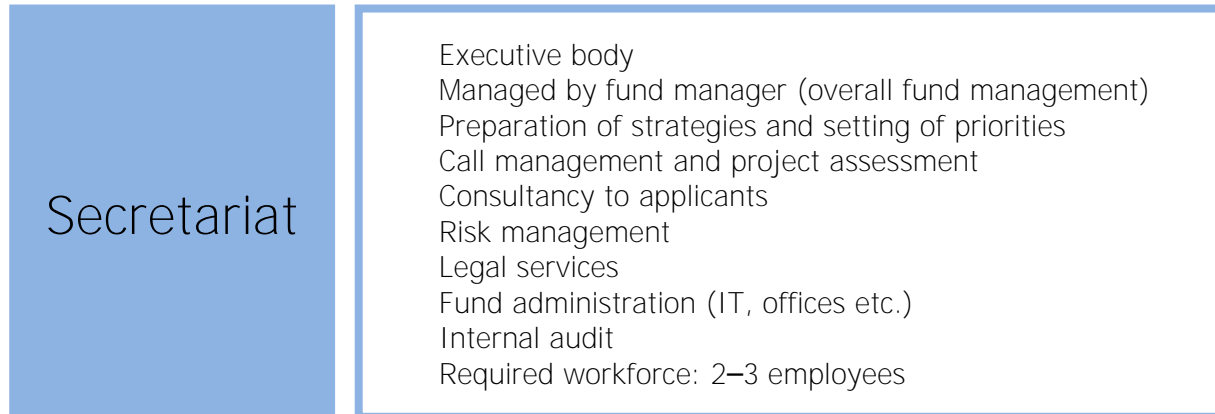 Secretariat
Executive body
Managed by fund manager (overall fund management)
Preparation of strategies and setting of priorities
Call management and project assessment
Consultancy to applicants
Risk management
Legal services
Fund administration (IT, offices etc.)
Internal audit
Required workforce: 2–3 employees